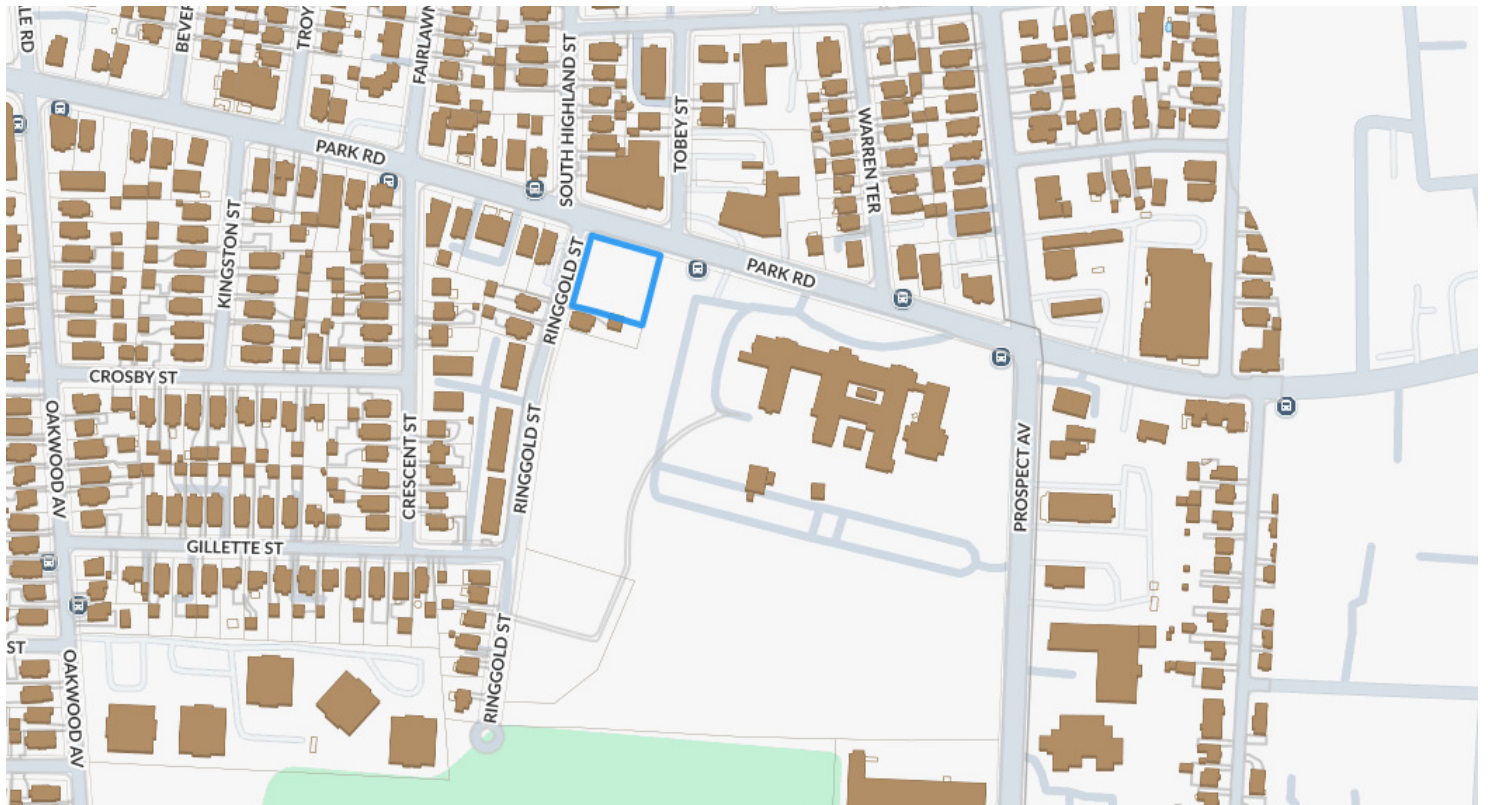 LE RD
BEVER
TROY
FAIRLAWN
SOUTH HIGHLAND ST
TOBEY ST
WARREN TER
PARK RD
KINGSTON ST
RINGGOLD ST
PARK RD
CROSBY ST
OAKWOOD AV
CRESCENT ST
RINGGOLD ST
PROSPECT AV
GILLETTE ST
ST
OAKWOOD AV
RINGGOLD ST